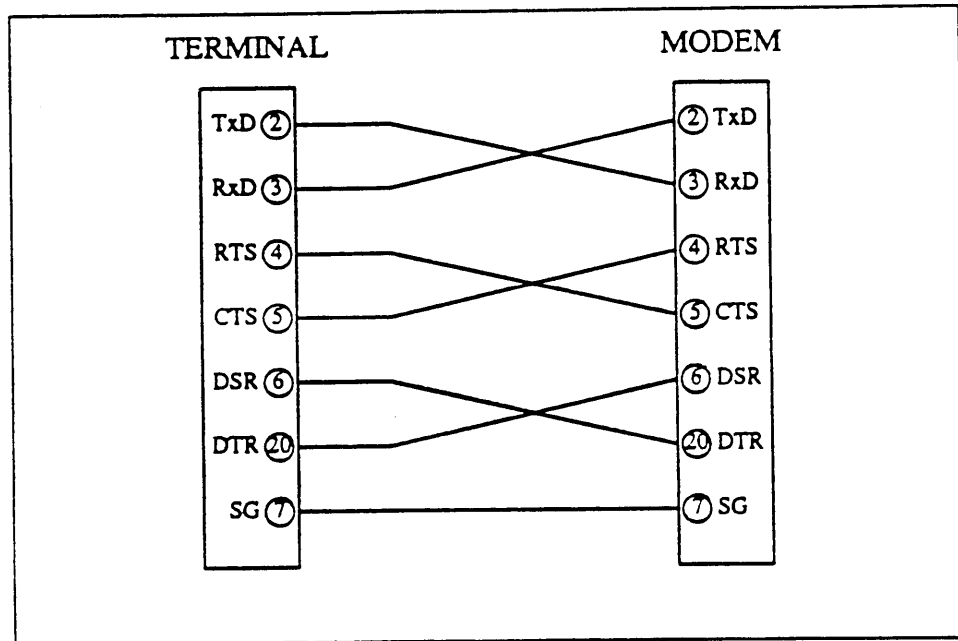 TERMINAL MODEM
TxD 2 2 TxD
RxD 3 3 RxD
RTS 4 4 RTS
CTS 5 5 CTS
DSR 6 6 DSR
DTR 20 20 DTR
SG 7 7 SG